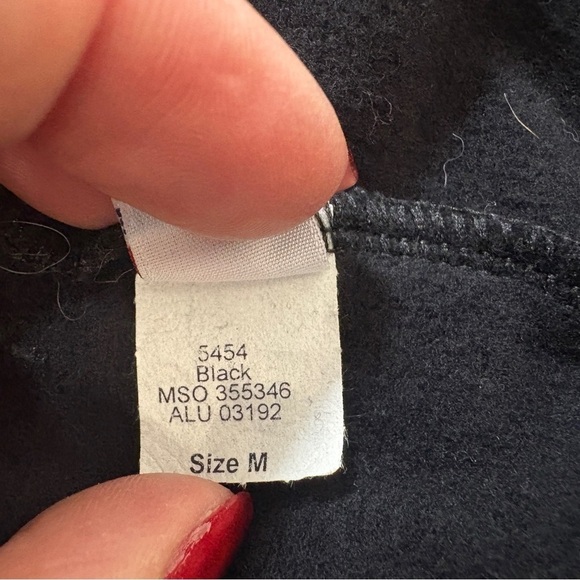 5454
Black
MSO 355346
ALU 03192
Size M